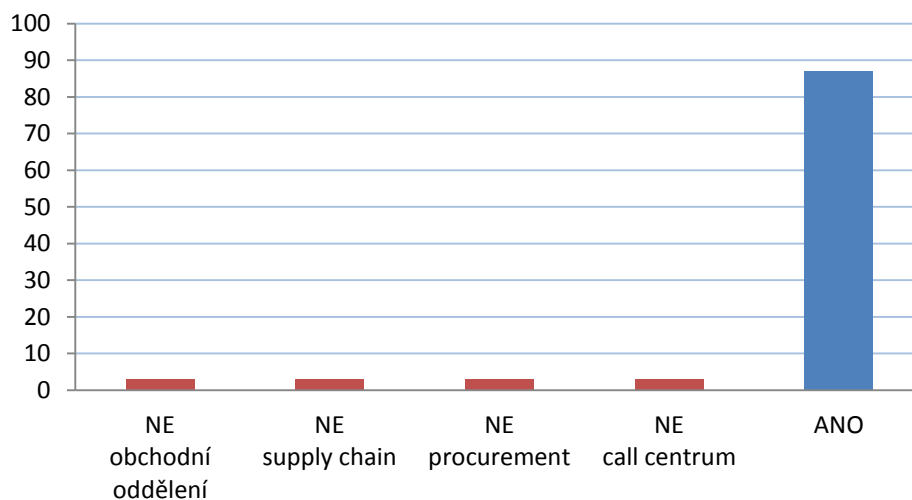 100
90
80
70
60
50
40
30
20
10
0
NE
obchodní
oddělení
NE
supply chain
NE
procurement
NE
call centrum
ANO